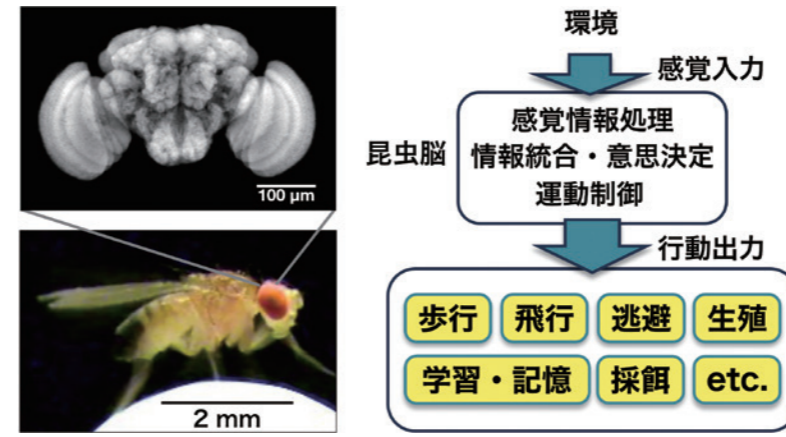 100 µm
2 mm
環境
感覚入力
昆虫脳
感覚情報処理
情報統合・意思決定
運動制御
行動出力
歩行
飛行
逃避
生殖
学習・記憶
採餌
etc.